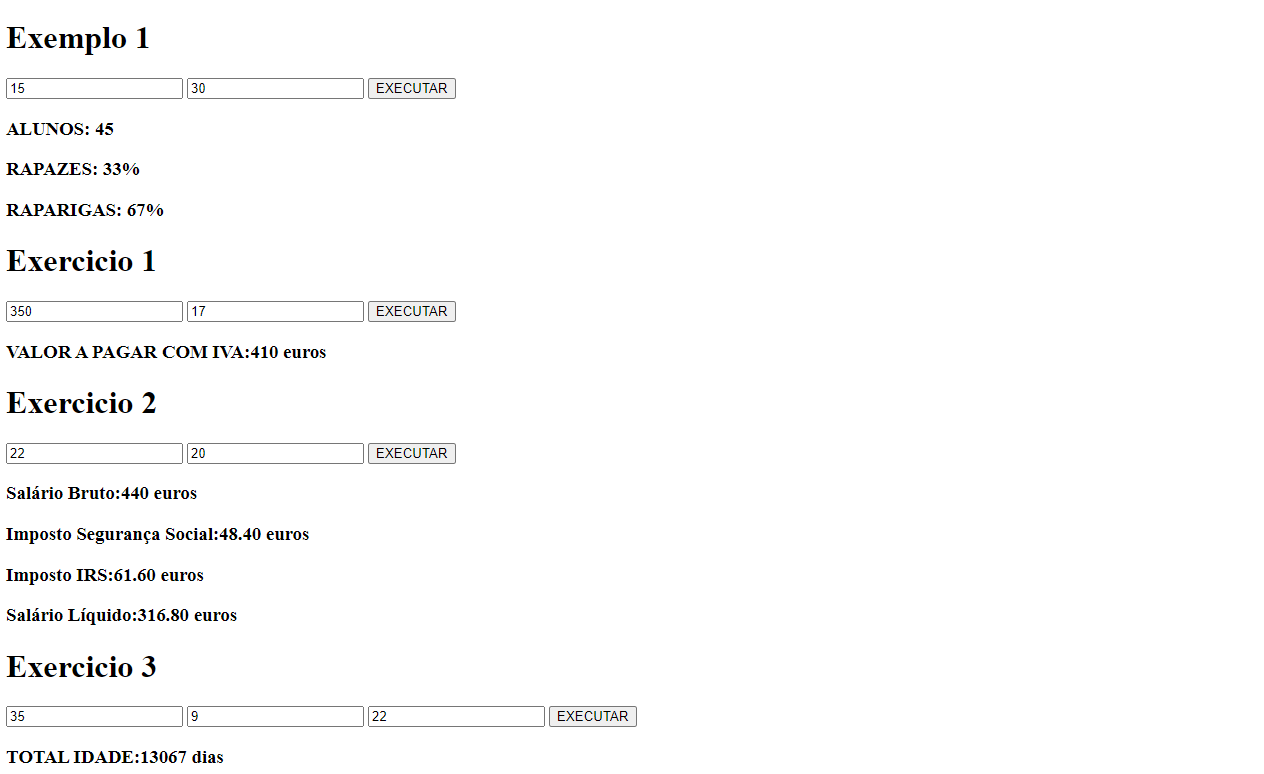 Exemplo 1
15 30 EXECUTAR
ALUNOS: 45
RAPAZES: 33%
RAPARIGAS: 67%
Exercicio 1
350 17 EXECUTAR
VALOR A PAGAR COM IVA:410 euros
Exercicio 2
22 20 EXECUTAR
Salário Bruto:440 euros
Imposto Segurança Social:48.40 euros
Imposto IRS:61.60 euros
Salário Líquido:316.80 euros
Exercicio 3
35 9 22 EXECUTAR
TOTAL IDADE:13067 dias